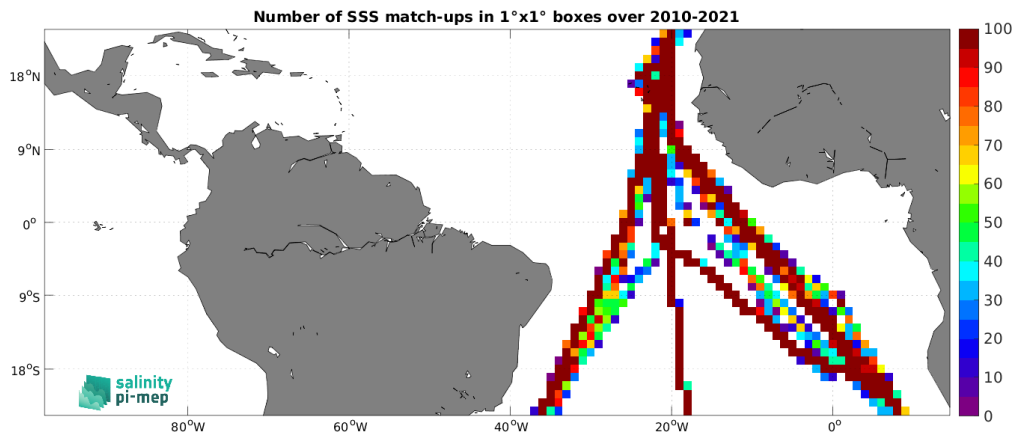 Number of SSS match-ups in 1°x1° boxes over 2010-2021
100
90
80
70
60
50
40
30
20
10
0
18°N
9°N
0°
9°S
18°S
80°W
60°W
40°W
20°W
0°
salinity
pi-mep